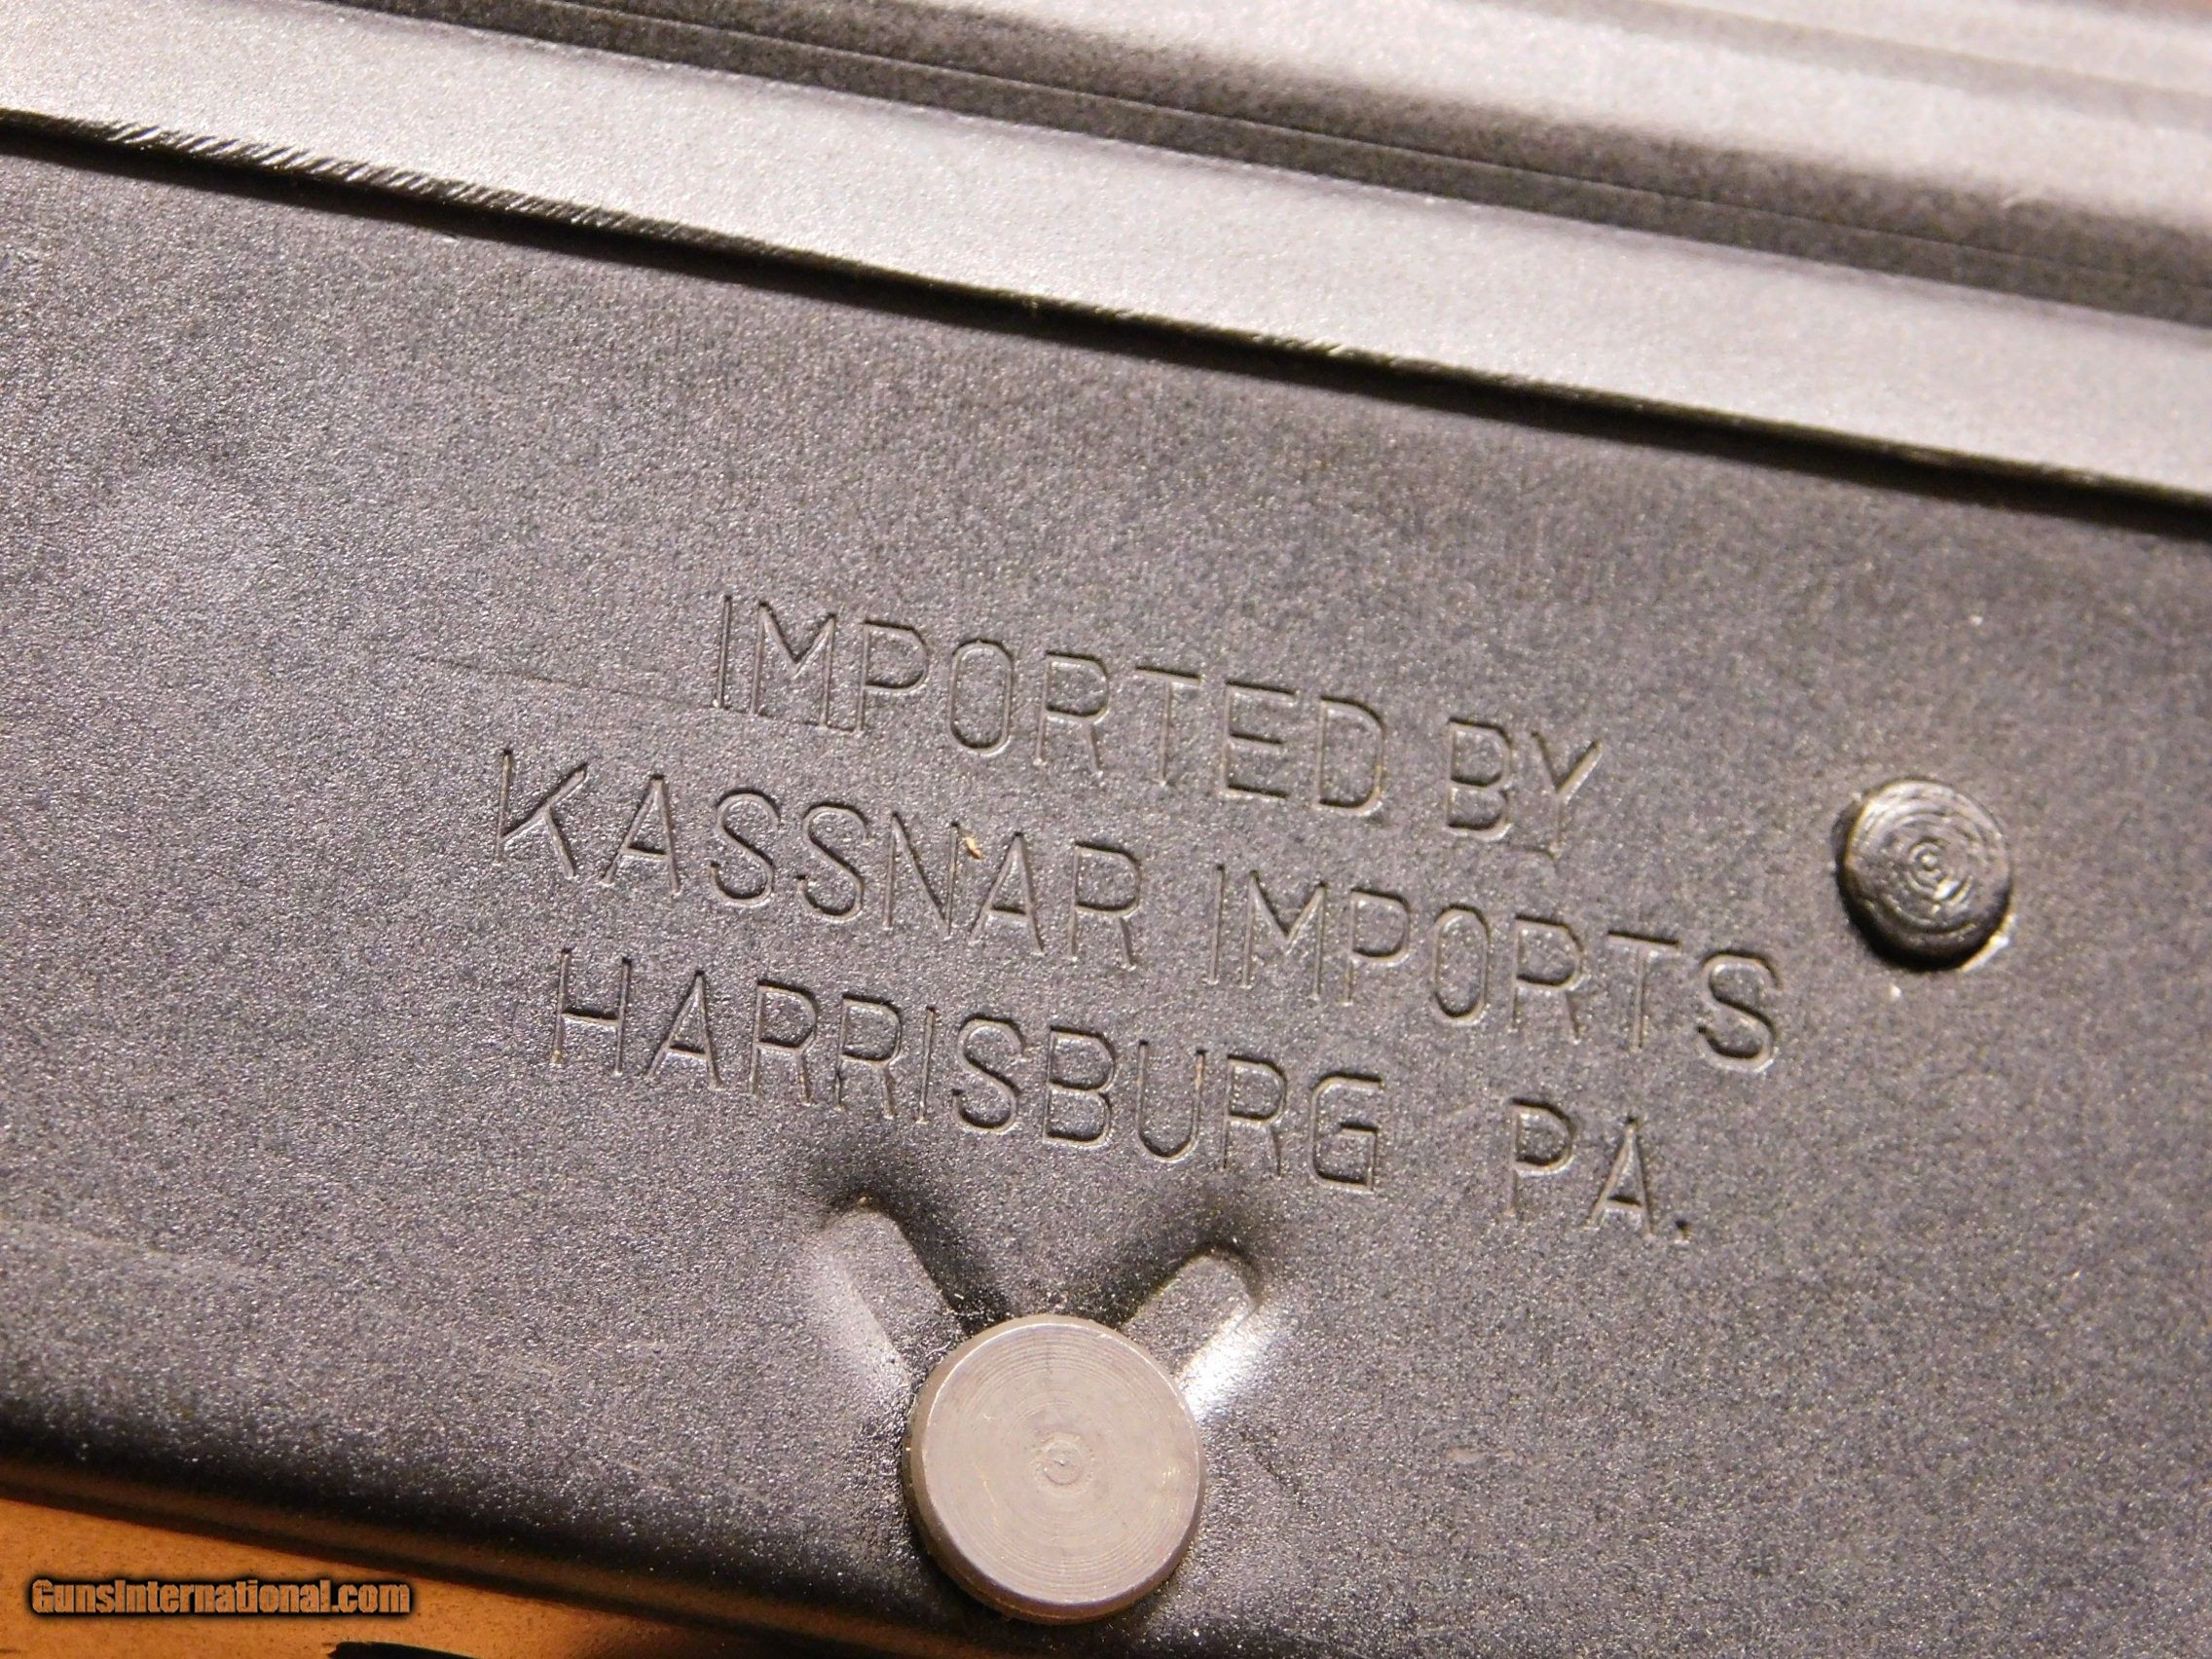 IMPORTED BY
KASSNAR IMPORTS
HARRISBURG PA.
GunsInternational.com